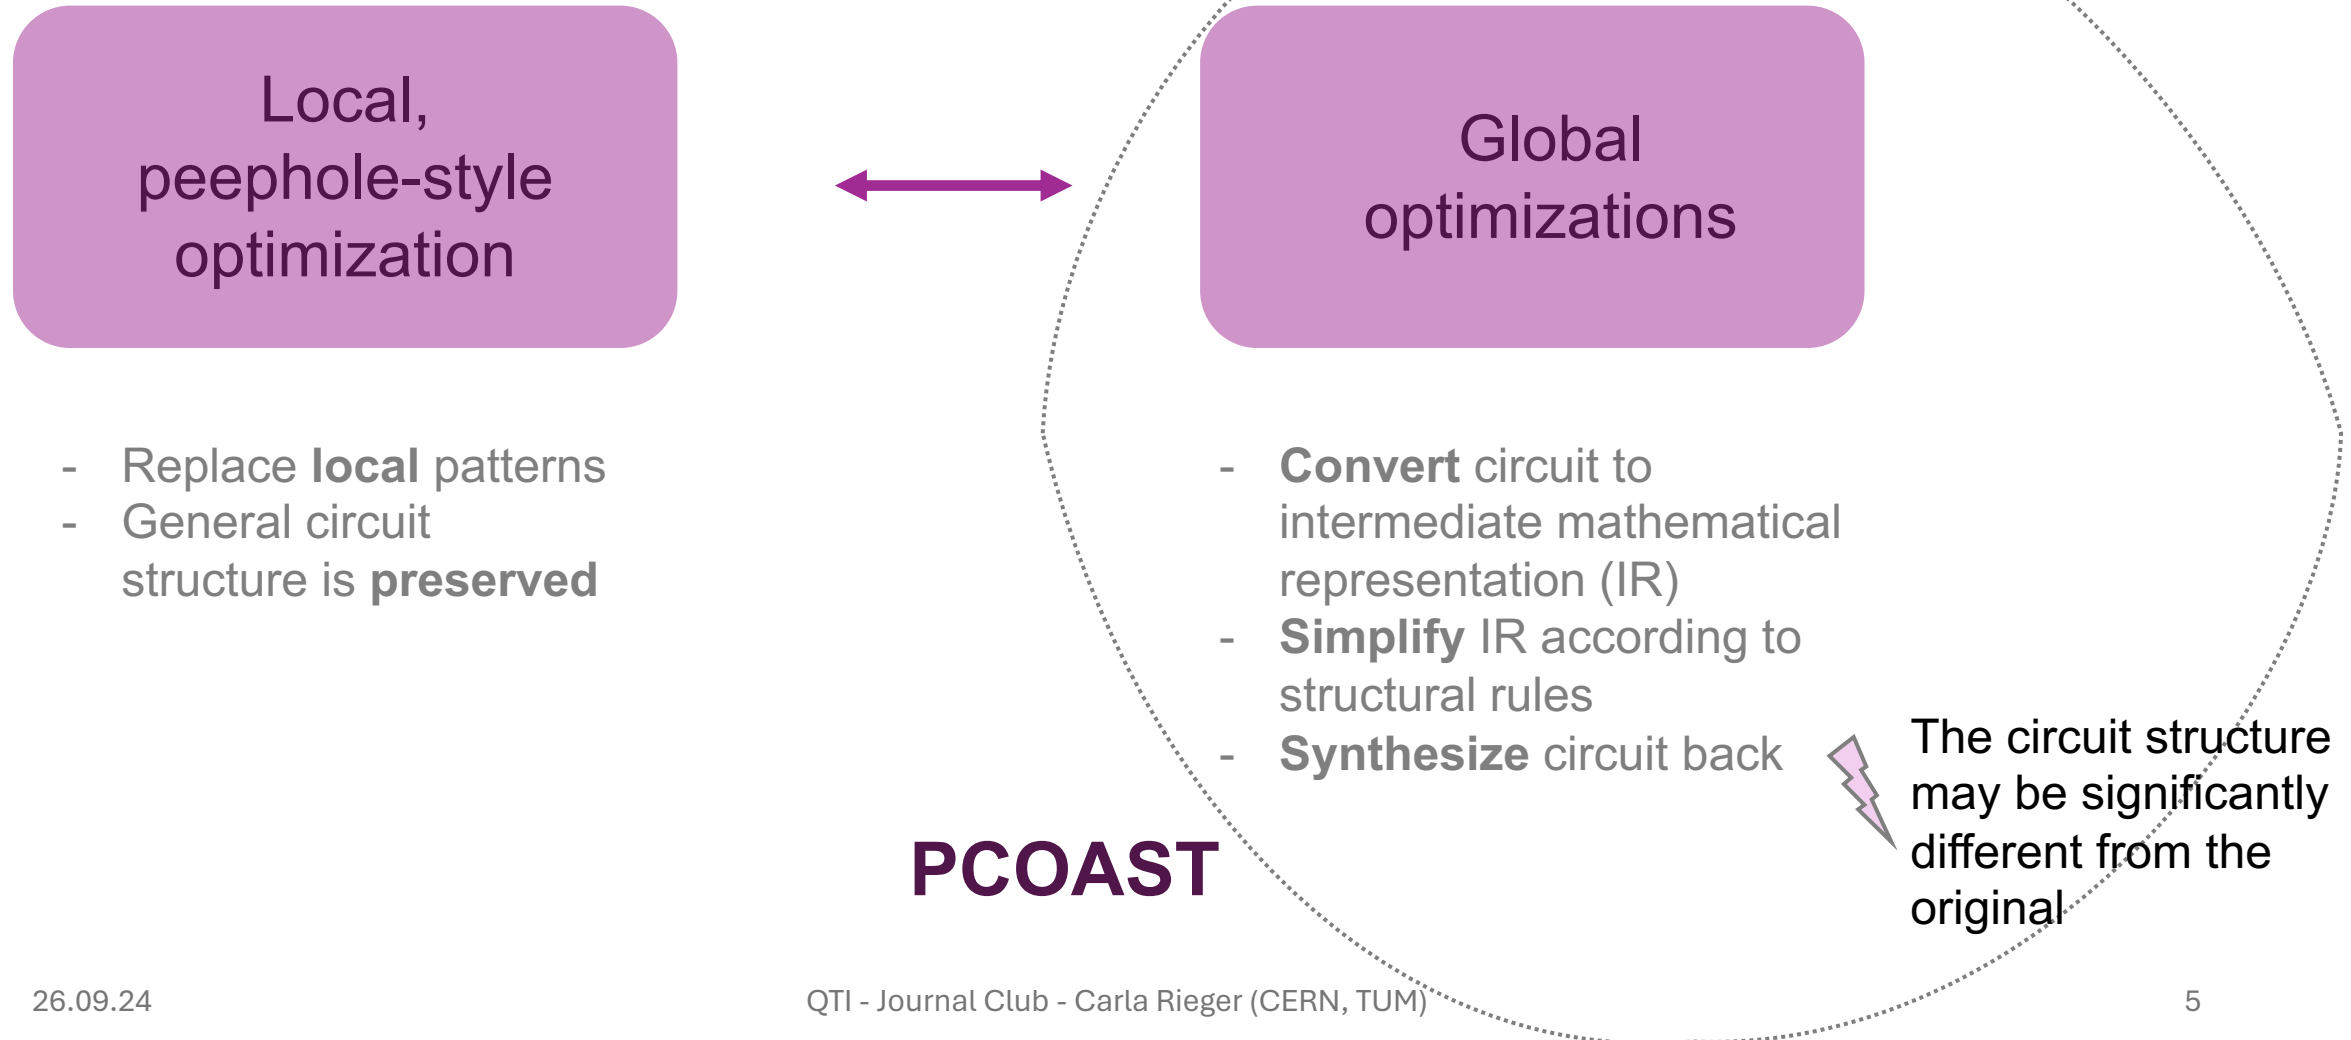 Local,
peephole-style
optimization
Global
optimizations
- Replace local patterns
- General circuit
structure is preserved
- Convert circuit to
intermediate mathematical
representation (IR)
- Simplify IR according to
structural rules
- Synthesize circuit back
The circuit structure
may be significantly
different from the
original
PCOAST
26.09.24
QTI - Journal Club - Carla Rieger (CERN, TUM)
5